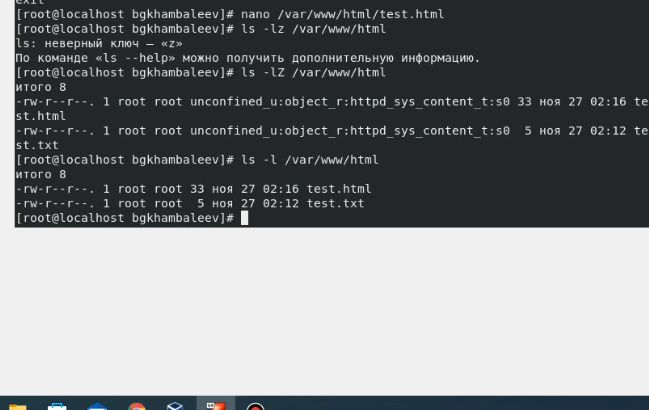 exit
[root@localhost bgkhambaleev]# nano /var/www/html/test.html
[root@localhost bgkhambaleev]# ls -lz /var/www/html
ls: неверный ключ — «z»
По команде «ls --help» можно получить дополнительную информацию.
[root@localhost bgkhambaleev]# ls -lZ /var/www/html
итого 8
-rw-r--r--. 1 root root unconfined_u:object_r:httpd_sys_content_t:s0 33 ноя 27 02:16 te
st.html
-rw-r--r--. 1 root root unconfined_u:object_r:httpd_sys_content_t:s0  5 ноя 27 02:12 te
st.txt
[root@localhost bgkhambaleev]# ls -l /var/www/html
итого 8
-rw-r--r--. 1 root root 33 ноя 27 02:16 test.html
-rw-r--r--. 1 root root  5 ноя 27 02:12 test.txt
[root@localhost bgkhambaleev]#